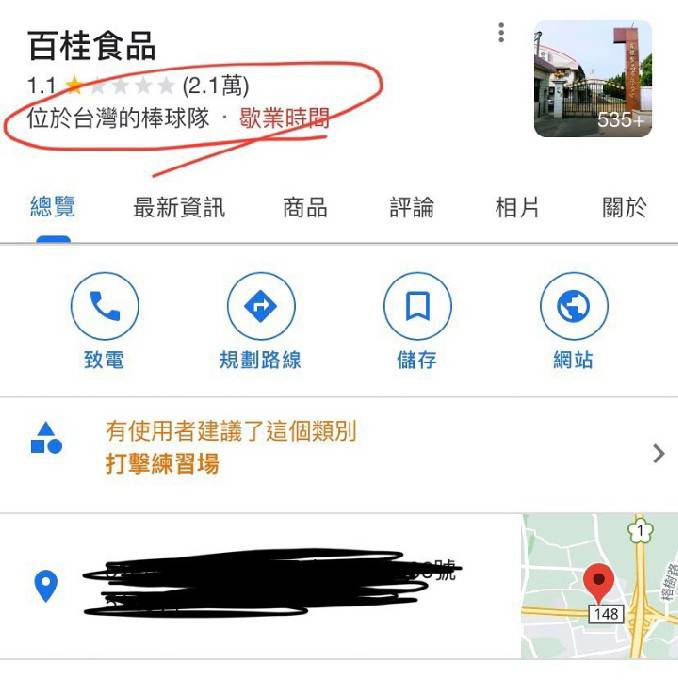 百桂食品
1.1 (2.1萬)
位於台灣的棒球隊 · 歇業時間
535+
總覽 最新資訊 商品 評論 相片 關於
致電 規劃路線 儲存 網站
有使用者建議了這個類別
打擊練習場
號
1
榕樹路
148